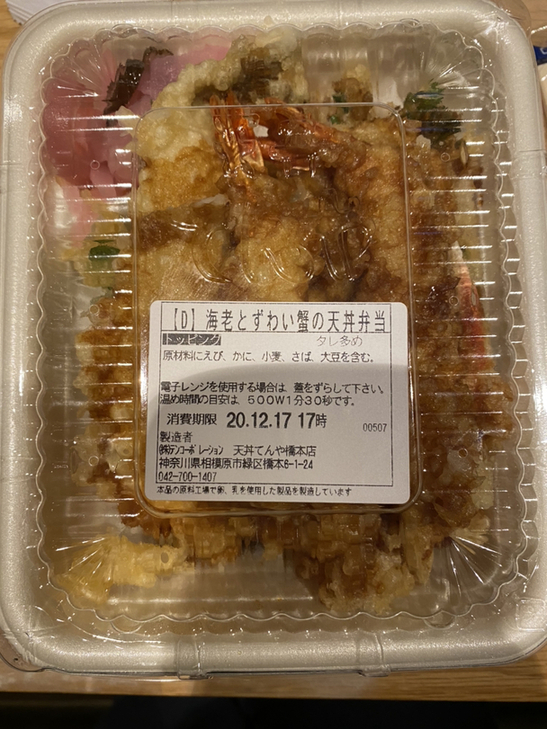 【D】海老とずわい蟹の天丼弁当
トッピング タレ多め
原材料にえび、かに、小麦、さば、大豆を含む。
電子レンジを使用する場合は、蓋をずらして下さい。
温め時間の目安は、500W1分30秒です。
消費期限 20.12.17 17時
00507
製造者
㈱テンコーポレーション 天丼てんや橋本店
神奈川県相模原市緑区橋本6-1-24
042-700-1407
本品の原料工場で卵、乳を使用した製品を製造しています